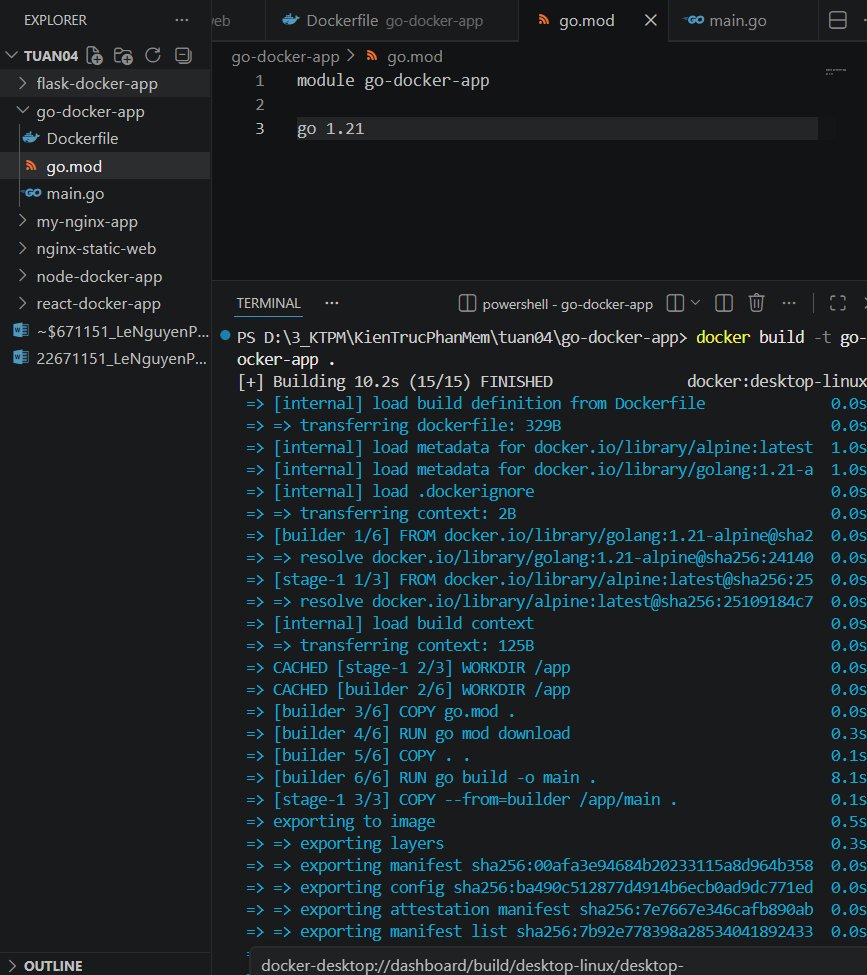 EXPLORER
TUAN04
flask-docker-app
go-docker-app
Dockerfile
go.mod
main.go
my-nginx-app
nginx-static-web
node-docker-app
react-docker-app
~$671151_LeNguyenP...
22671151_LeNguyenP...
OUTLINE
eb Dockerfile go-docker-app go.mod main.go
go-docker-app > go.mod
1 module go-docker-app
2
3 go 1.21
TERMINAL ... powershell - go-docker-app
PS D:\3_KTPM\KienTrucPhanMem\tuan04\go-docker-app> docker build -t go-
ocker-app .
[+] Building 10.2s (15/15) FINISHED docker:desktop-linux
=> [internal] load build definition from Dockerfile 0.0s
=> => transferring dockerfile: 329B 0.0s
=> [internal] load metadata for docker.io/library/alpine:latest 1.0s
=> [internal] load metadata for docker.io/library/golang:1.21-a 1.0s
=> [internal] load .dockerignore 0.0s
=> => transferring context: 2B 0.0s
=> [builder 1/6] FROM docker.io/library/golang:1.21-alpine@sha2 0.0s
=> => resolve docker.io/library/golang:1.21-alpine@sha256:24140 0.0s
=> [stage-1 1/3] FROM docker.io/library/alpine:latest@sha256:25 0.0s
=> => resolve docker.io/library/alpine:latest@sha256:25109184c7 0.0s
=> [internal] load build context 0.0s
=> => transferring context: 125B 0.0s
=> CACHED [stage-1 2/3] WORKDIR /app 0.0s
=> CACHED [builder 2/6] WORKDIR /app 0.0s
=> [builder 3/6] COPY go.mod . 0.0s
=> [builder 4/6] RUN go mod download 0.3s
=> [builder 5/6] COPY . . 0.1s
=> [builder 6/6] RUN go build -o main . 8.1s
=> [stage-1 3/3] COPY --from=builder /app/main . 0.1s
=> exporting to image 0.5s
=> => exporting layers 0.3s
=> => exporting manifest sha256:00afa3e94684b20233115a8d964b358 0.0s
=> => exporting config sha256:ba490c512877d4914b6ecb0ad9dc771ed 0.0s
=> => exporting attestation manifest sha256:7e7667e346cafb890ab 0.0s
=> => exporting manifest list sha256:7b92e778398a28534041892433 0.0s
docker-desktop://dashboard/build/desktop-linux/desktop-